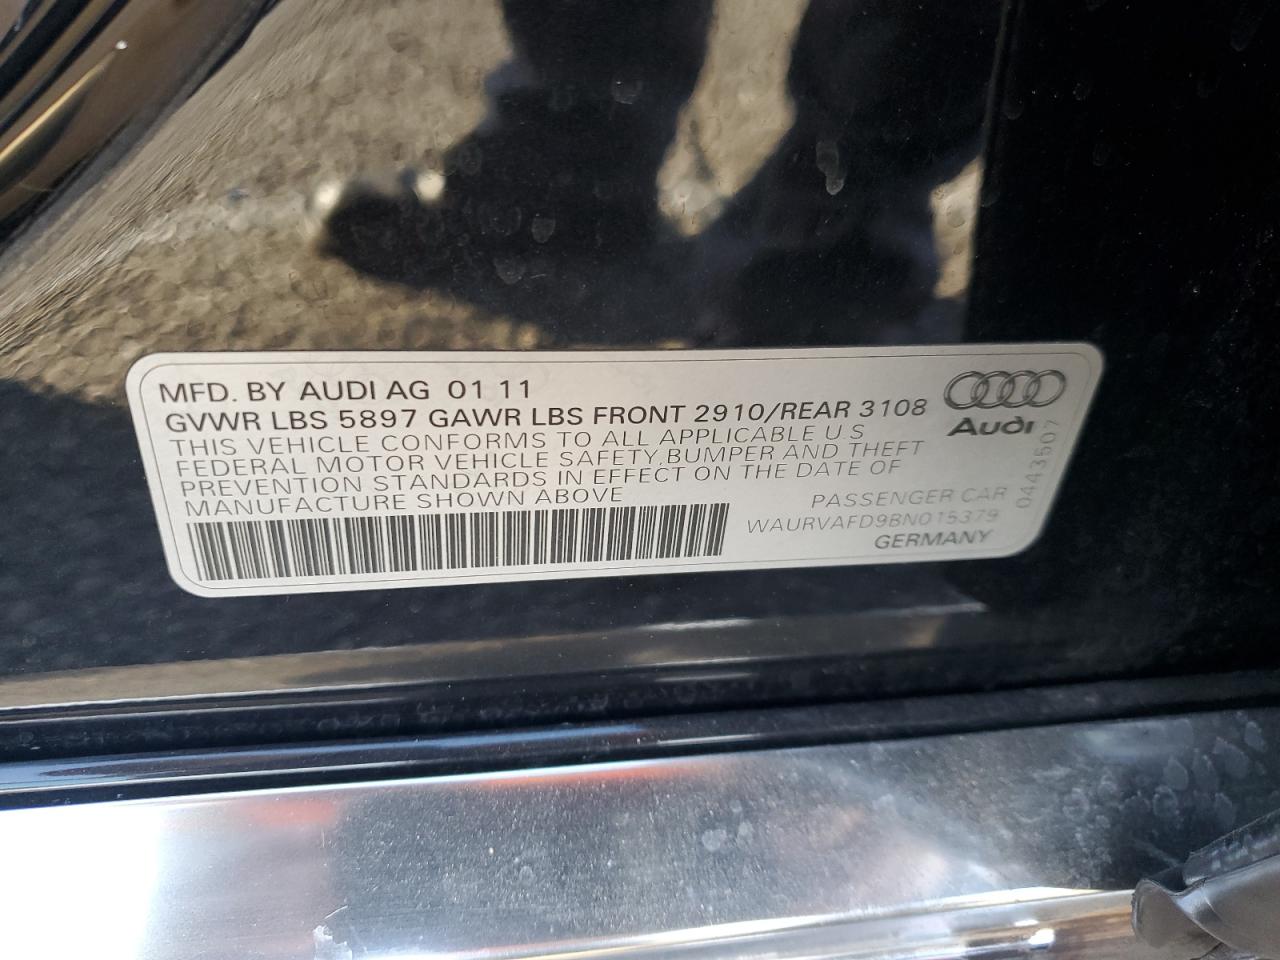 MFD. BY AUDI AG 01 11
GVWR LBS 5897 GAWR LBS FRONT 2910/REAR 3108
THIS VEHICLE CONFORMS TO ALL APPLICABLE U S
FEDERAL MOTOR VEHICLE SAFETY, BUMPER AND THEFT
PREVENTION STANDARDS IN EFFECT ON THE DATE OF
MANUFACTURE SHOWN ABOVE
PASSENGER CAR
WAURVAFD9BN015379
GERMANY
Audi
0443507